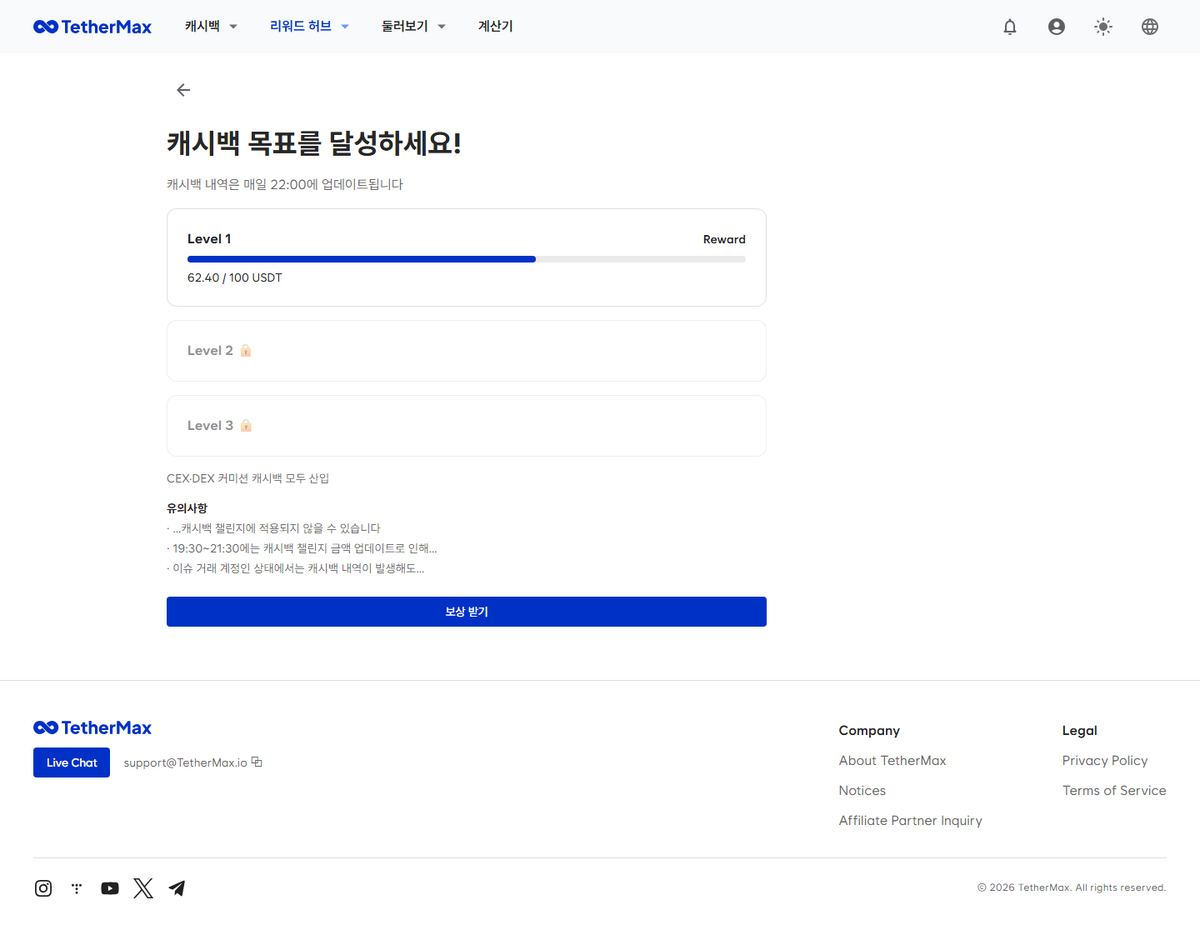 TetherMax
캐시백
리워드 허브
둘러보기
계산기
캐시백 목표를 달성하세요!
캐시백 내역은 매일 22:00에 업데이트됩니다
Level 1
Reward
62.40 / 100 USDT
Level 2
Level 3
CEX·DEX 커미션 캐시백 모두 산입
유의사항
· ...캐시백 챌린지에 적용되지 않을 수 있습니다
· 19:30~21:30에는 캐시백 챌린지 금액 업데이트로 인해...
· 이슈 거래 계정인 상태에서는 캐시백 내역이 발생해도...
보상 받기
TetherMax
Live Chat
support@TetherMax.io
Company
About TetherMax
Notices
Affiliate Partner Inquiry
Legal
Privacy Policy
Terms of Service
© 2026 TetherMax. All rights reserved.